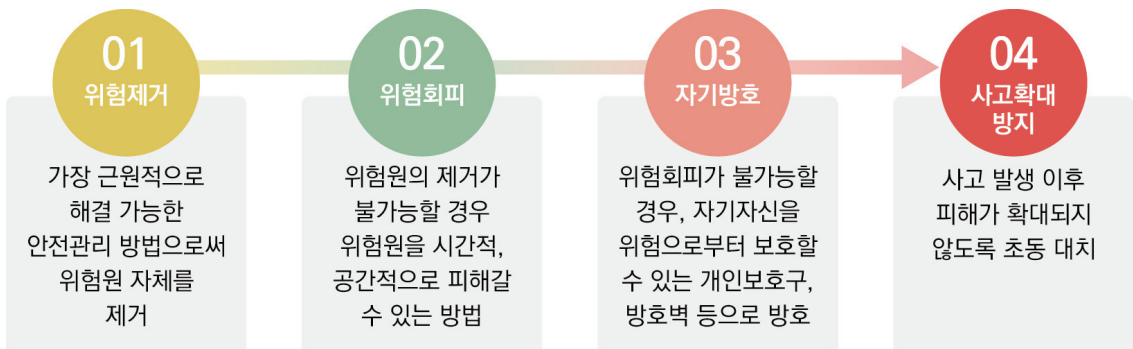 01
위험제거
가장 근원적으로
해결 가능한
안전관리 방법으로써
위험원 자체를
제거
02
위험회피
위험원의 제거가
불가능할 경우
위험원을 시간적,
공간적으로 피해갈
수 있는 방법
03
자기방호
위험회피가 불가능할
경우, 자기자신을
위험으로부터 보호할
수 있는 개인보호구,
방호벽 등으로 방호
04
사고확대
방지
사고 발생 이후
피해가 확대되지
않도록 초동 대치